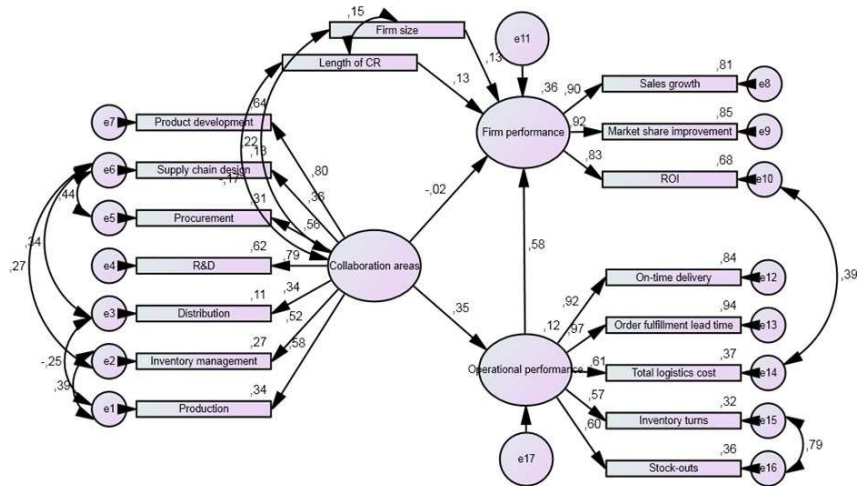 ,15
Firm size
e11
Length of CR
,13
,13
,81
,36
,90
Sales growth
e8
,64
,85
e7
Product development
Firm performance
,92
Market share improvement
e9
,22
,13
,83
,68
e6
Supply chain design
-,17
,80
ROI
e10
,44
,31
,36
-,02
e5
Procurement
,56
,34
,62
,58
,27
e4
R&D
,79
Collaboration areas
,84
,39
,11
,34
On-time delivery
e12
e3
Distribution
,35
,92
,94
,52
,12
,97
Order fulfillment lead time
e13
-,25
,27
,58
,37
e2
Inventory management
Operational performance
,61
Total logistics cost
e14
,39
,34
,57
,32
e1
Production
,60
Inventory turns
e15
,36
,79
e17
Stock-outs
e16